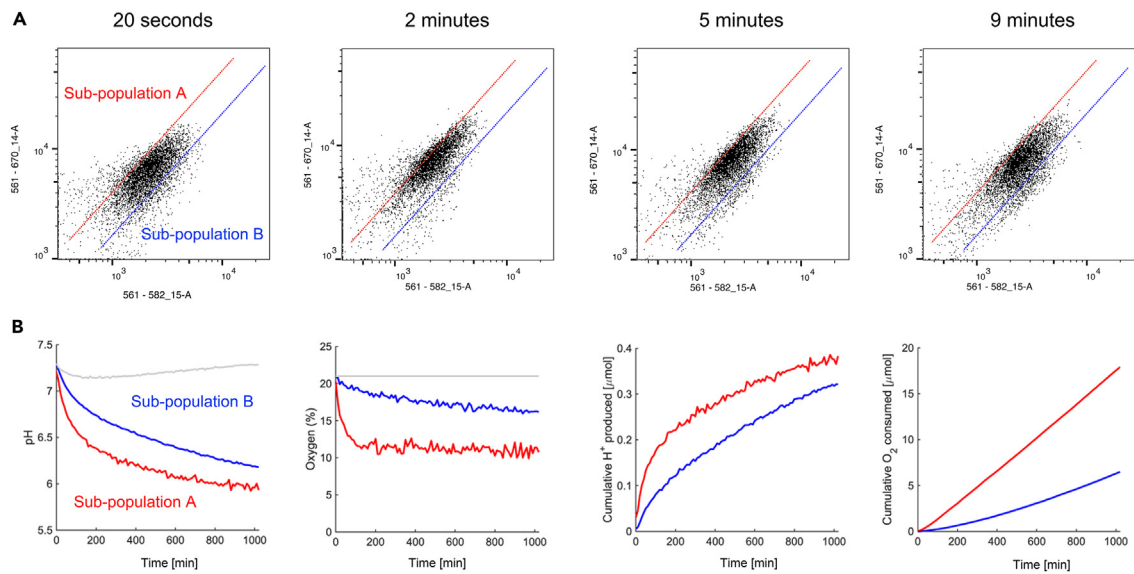 A
20 seconds
2 minutes
5 minutes
9 minutes
Sub-population A
Sub-population B
561 - 670_14-A
10^4
10^3
10^3
10^4
561 - 582_15-A
561 - 670_14-A
10^4
10^3
10^3
10^4
561 - 582_15-A
561 - 670_14-A
10^4
10^3
10^3
10^4
561 - 582_15-A
561 - 670_14-A
10^4
10^3
10^3
10^4
561 - 582_15-A
B
pH
7.5
7
6.5
6
5.5
Sub-population B
Sub-population A
0 200 400 600 800 1000
Time [min]
Oxygen (%)
25
20
15
10
5
0
0 200 400 600 800 1000
Time [min]
Cumulative H⁺ produced [μmol]
0.4
0.3
0.2
0.1
0
0 200 400 600 800 1000
Time [min]
Cumulative O₂ consumed [μmol]
20
15
10
5
0
0 200 400 600 800 1000
Time [min]